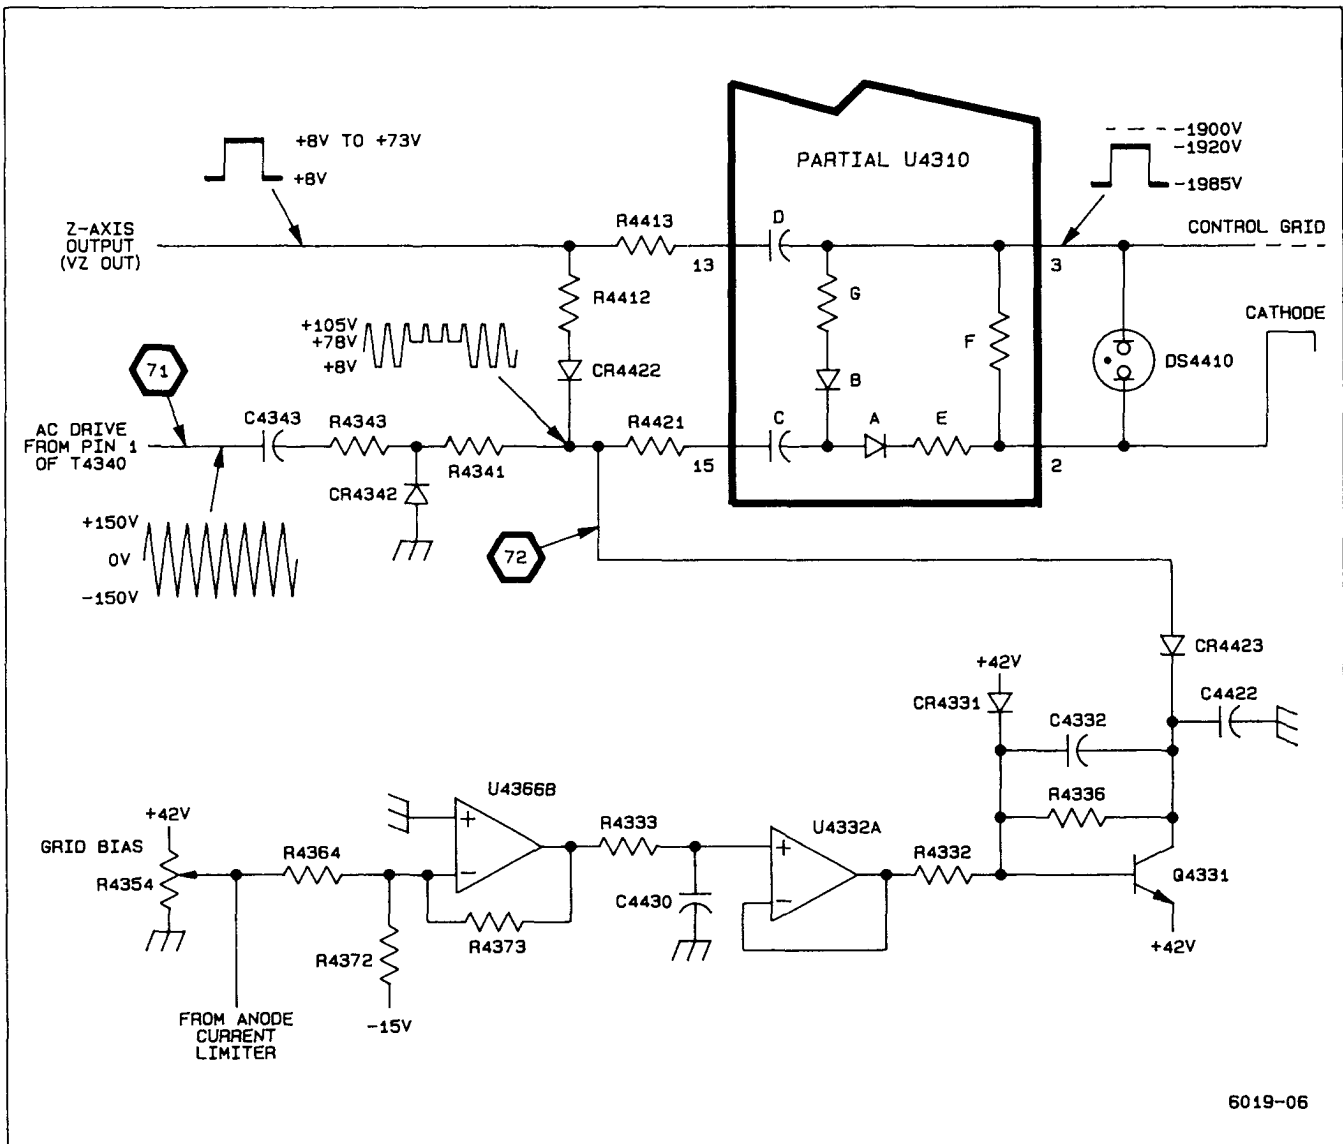 +8V TO +73V
+8V
Z-AXIS
OUTPUT
(VZ OUT)
R4413
13
D
PARTIAL U4310
-1900V
-1920V
-1985V
CONTROL GRID
3
R4412
G
F
CATHODE
+105V
+78V
+8V
CR4422
B
DS4410
71
AC DRIVE
FROM PIN 1
OF T4340
C4343
R4343
R4341
CR4342
R4421
15
C
A
E
2
+150V
0V
-150V
72
CR4423
+42V
CR4331
C4332
C4422
R4336
U4366B
+
-
R4333
U4332A
+
-
R4332
Q4331
+42V
+42V
GRID BIAS
R4354
R4364
R4372
R4373
C4430
-15V
FROM ANODE
CURRENT
LIMITER
6019-06